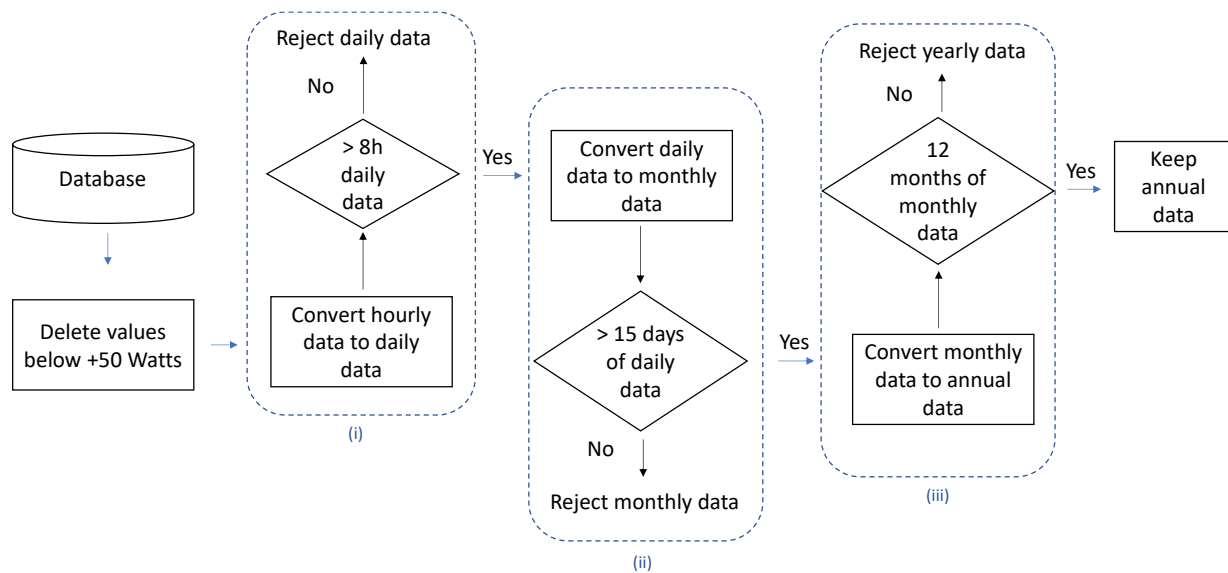 Database
Delete values
below +50 Watts
Reject daily data
No
> 8h
daily
data
Convert hourly
data to daily
data
(i)
Yes
Convert daily
data to monthly
data
> 15 days
of daily
data
No
Reject monthly data
(ii)
Yes
Reject yearly data
No
12
months of
monthly
data
Convert monthly
data to annual
data
(iii)
Yes
Keep
annual
data